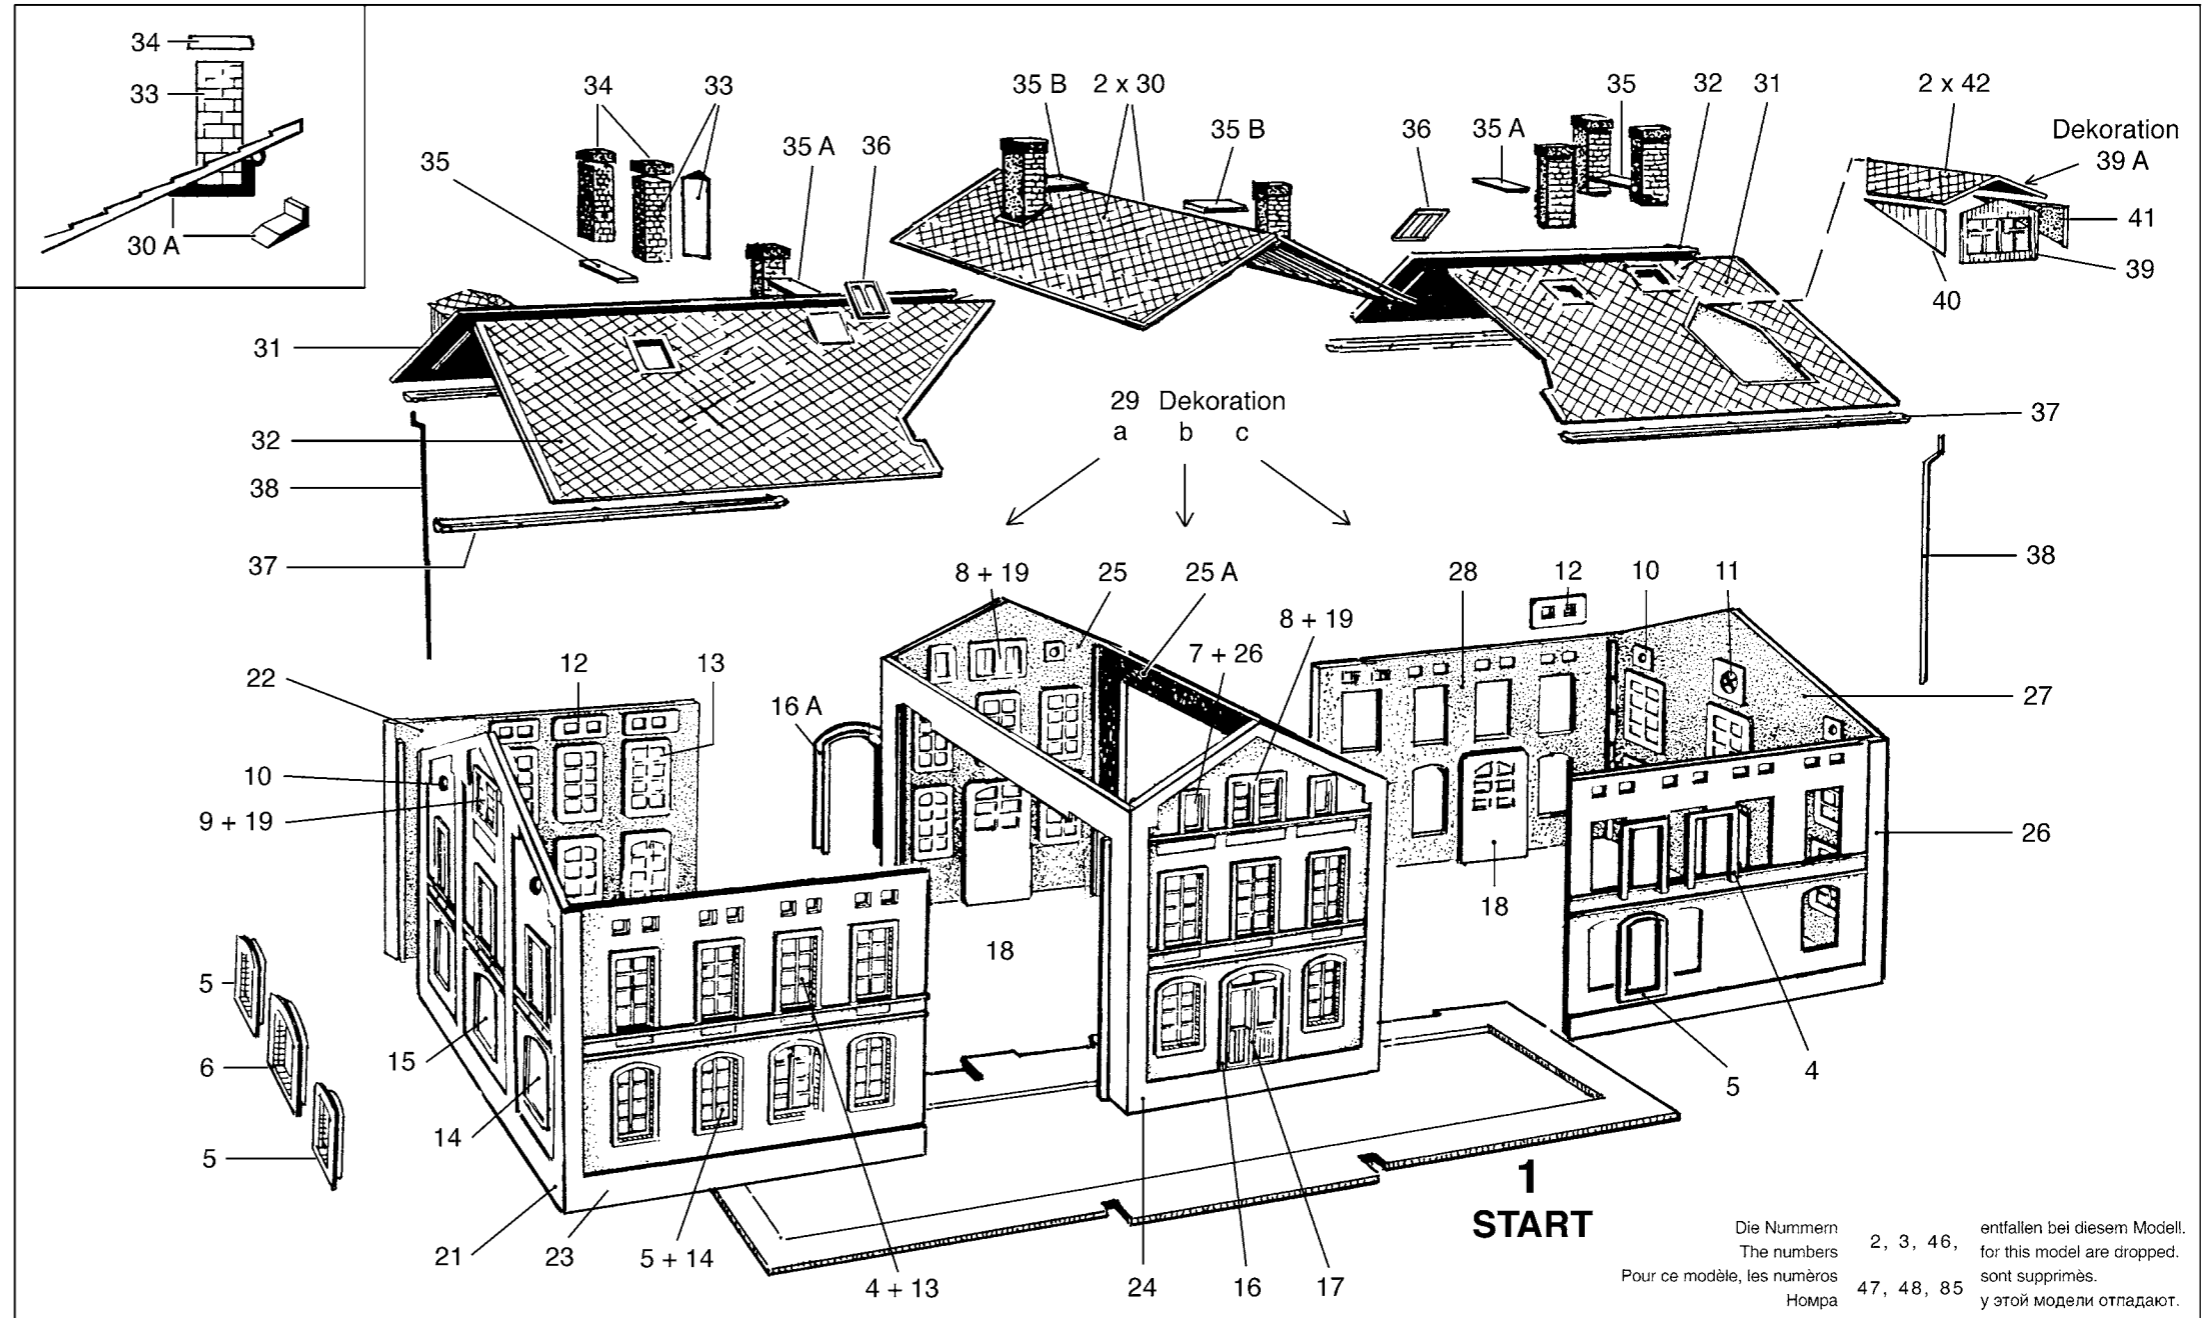 34
33
30 A
34
33
35
35 A
36
35 B
2 x 30
35 B
36
35 A
35
32
31
2 x 42
Dekoration
39 A
41
39
40
31
32
38
37
29 Dekoration
a b c
37
38
22
12
13
16 A
8 + 19
25
25 A
7 + 26
8 + 19
28
12
10
11
27
10
9 + 19
26
18
18
5
6
5
15
14
5
4
21
23
5 + 14
4 + 13
24
16
17
1
START
Die Nummern
The numbers
Pour ce modèle, les numèros
Номра
2, 3, 46,
47, 48, 85
entfallen bei diesem Modell.
for this model are dropped.
sont supprimès.
у этой модели отпадают.